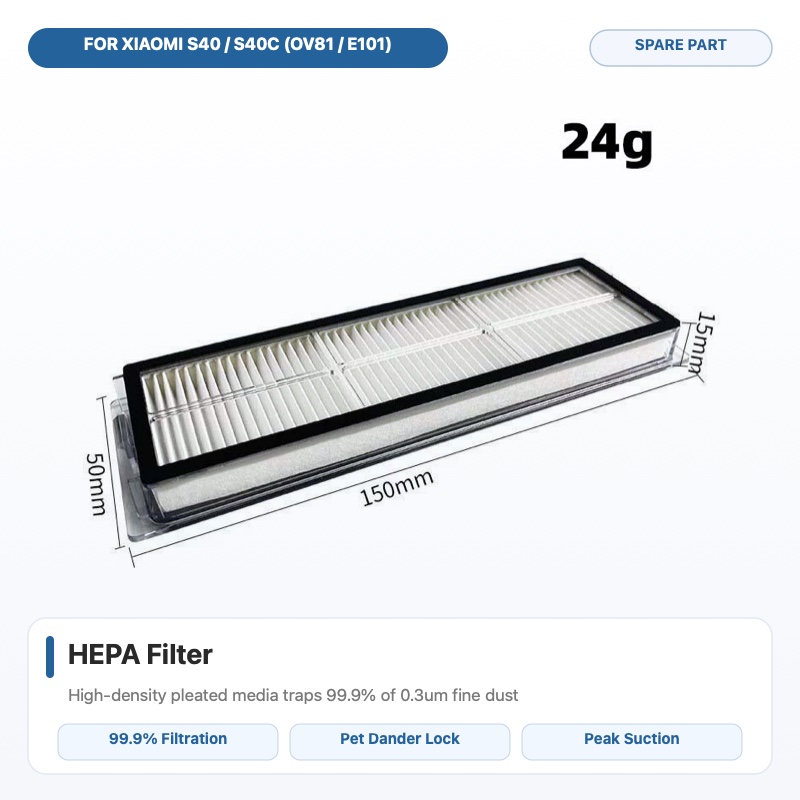 FOR XIAOMI S40 / S40C (OV81 / E101)
SPARE PART
24g
15mm
50mm
150mm
HEPA Filter
High-density pleated media traps 99.9% of 0.3um fine dust
99.9% Filtration
Pet Dander Lock
Peak Suction